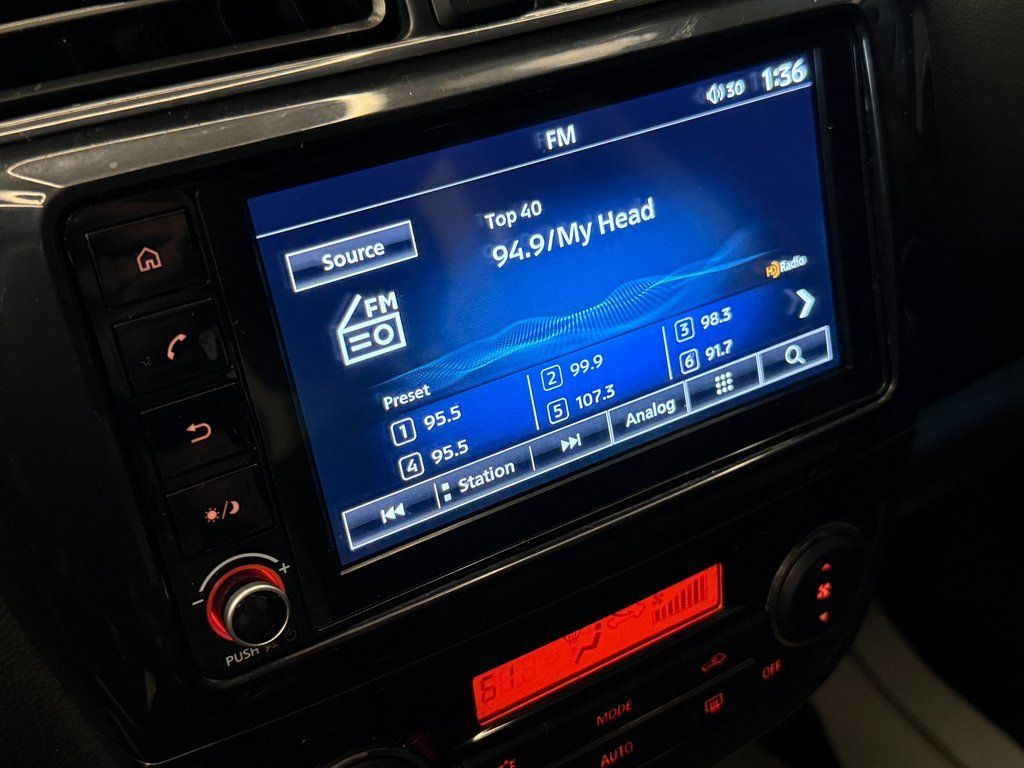 30 1:36
FM
Top 40
Source
94.9/My Head
HD Radio
FM
Preset
1 95.5
2 99.9
3 98.3
4 95.5
5 107.3
6 91.7
Station
Analog
- +
PUSH
MODE
OFF
AUTO